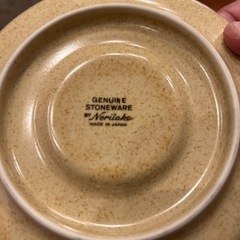 GENUINE
STONEWARE
BY Noritake
MADE IN JAPAN